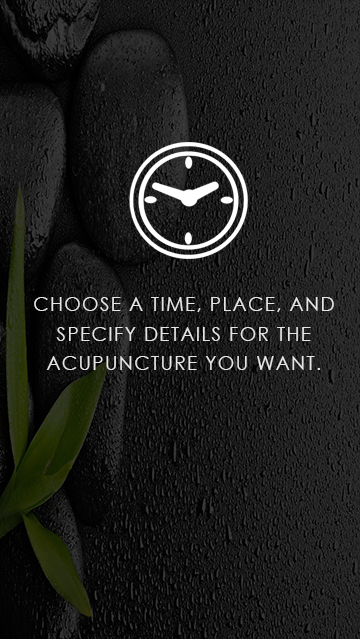 CHOOSE A TIME, PLACE, AND
SPECIFY DETAILS FOR THE
ACUPUNCTURE YOU WANT.